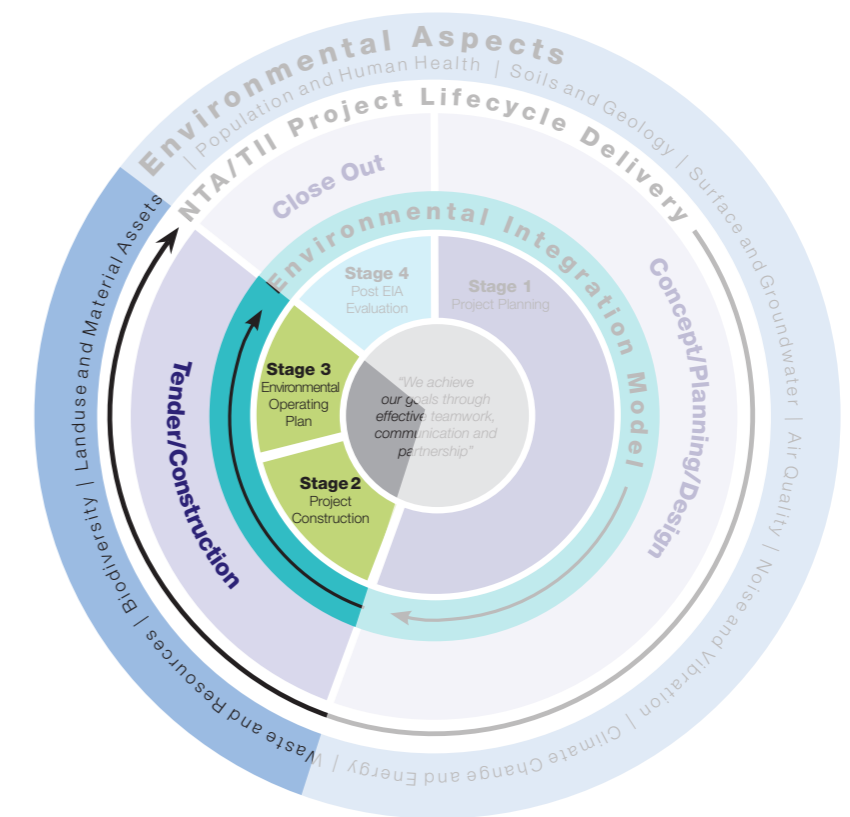 Environmental Aspects
| Population and Human Health | Soils and Geology | Surface and Groundwater | Air Quality | Noise and Vibration | Climate Change and Energy | Waste and Resources | Biodiversity | Landuse and Material Assets
NTA/TII Project Lifecycle Delivery
Close Out
Concept/Planning/Design
Tender/Construction
Environmental Integration Model
Stage 1
Project Planning
Stage 2
Project
Construction
Stage 3
Environmental
Operating
Plan
Stage 4
Post EIA
Evaluation
“We achieve
our goals through
effective teamwork,
communication and
partnership”